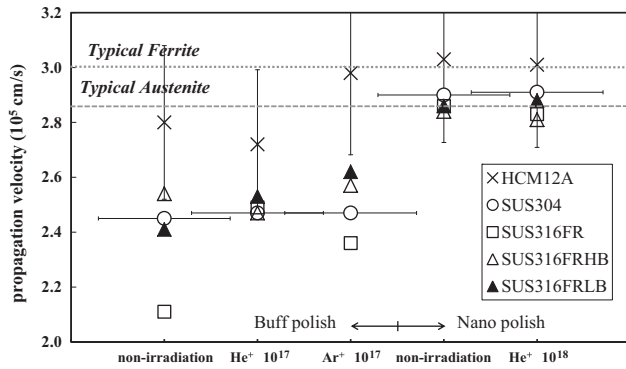 propagation velocity (10⁵ cm/s)
3.2
3.0
2.8
2.6
2.4
2.2
2.0
Typical Ferrite
Typical Austenite
HCM12A
SUS304
SUS316FR
SUS316FRHB
SUS316FRLB
Buff polish
Nano polish
non-irradiation
He⁺ 10¹⁷
Ar⁺ 10¹⁷
non-irradiation
He⁺ 10¹⁸